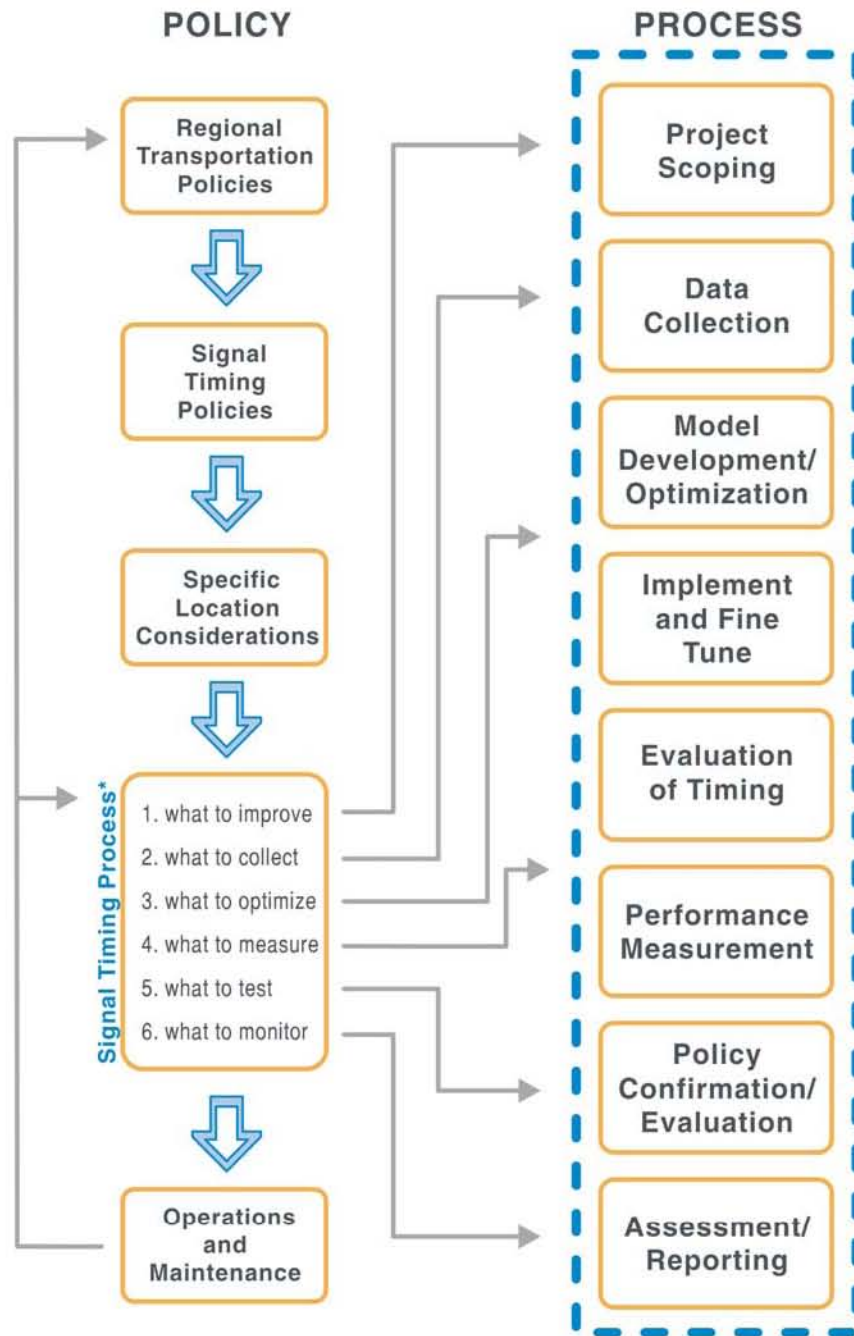 POLICY
Regional
Transportation
Policies
Signal
Timing
Policies
Specific
Location
Considerations
Signal Timing Process*
1. what to improve
2. what to collect
3. what to optimize
4. what to measure
5. what to test
6. what to monitor
Operations
and
Maintenance
PROCESS
Project
Scoping
Data
Collection
Model
Development/
Optimization
Implement
and Fine
Tune
Evaluation
of Timing
Performance
Measurement
Policy
Confirmation/
Evaluation
Assessment/
Reporting